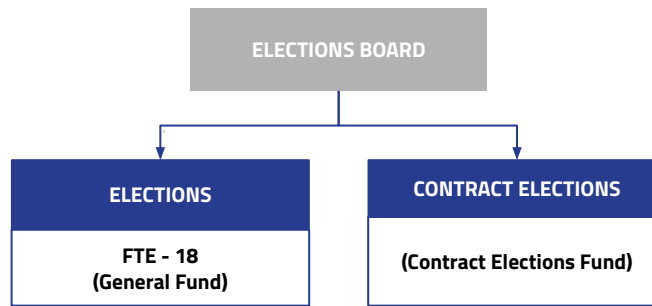 ELECTIONS BOARD
ELECTIONS
FTE - 18
(General Fund)
CONTRACT ELECTIONS
(Contract Elections Fund)